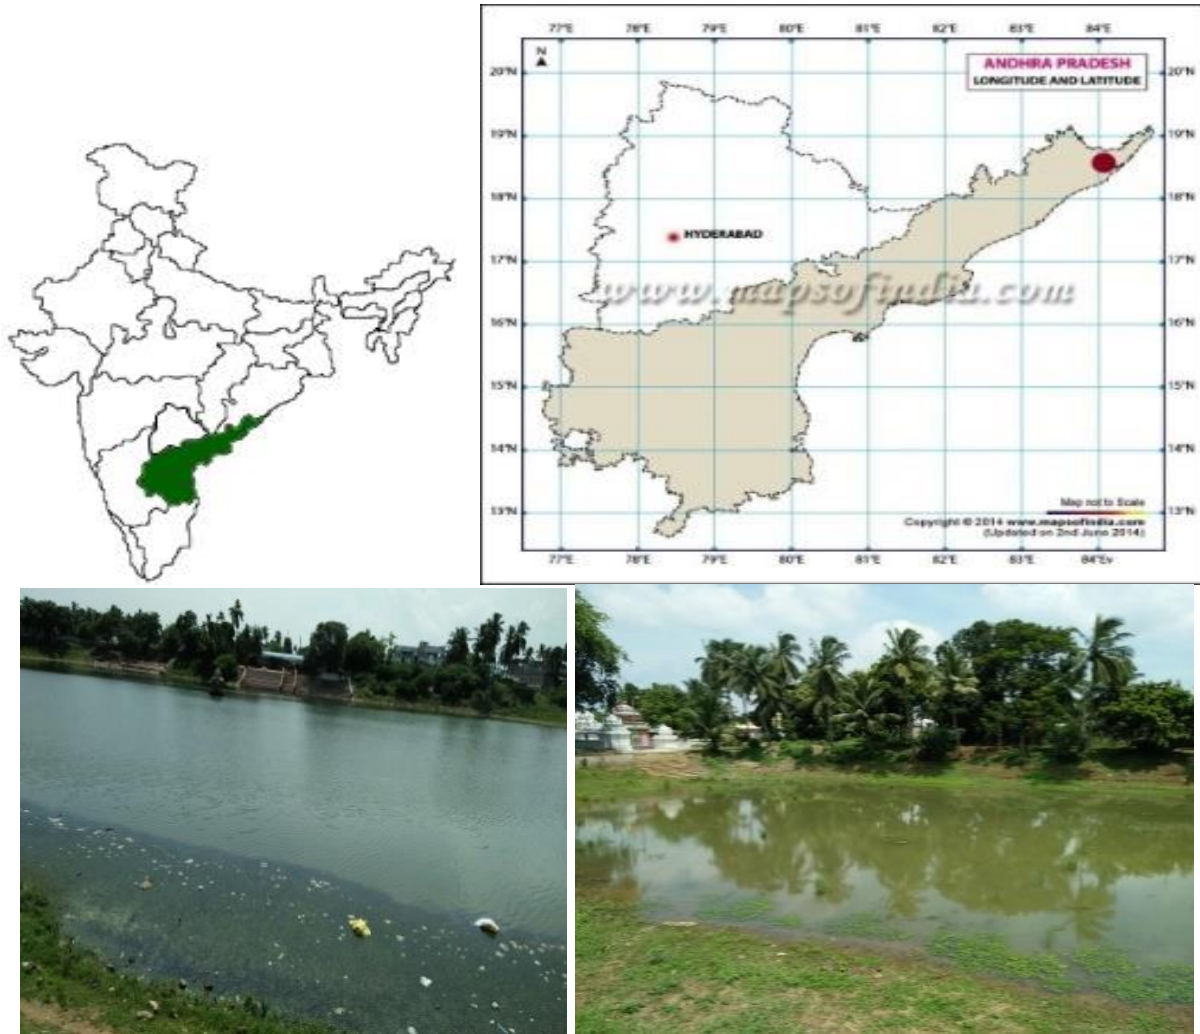 77°E 78°E 79°E 80°E 81°E 82°E 83°E 84°E
N
ANDHRA PRADESH
LONGITUDE AND LATITUDE
20°N 20°N
19°N 19°N
18°N 18°N
HYDERABAD
17°N 17°N
www.mapsofindia.com
16°N 16°N
15°N 15°N
14°N 14°N
Map not to Scale
13°N 13°N
Copyright © 2014 www.mapsofindia.com
(Updated on 2nd June 2014)
77°E 78°E 79°E 80°E 81°E 82°E 83°E 84°Ev